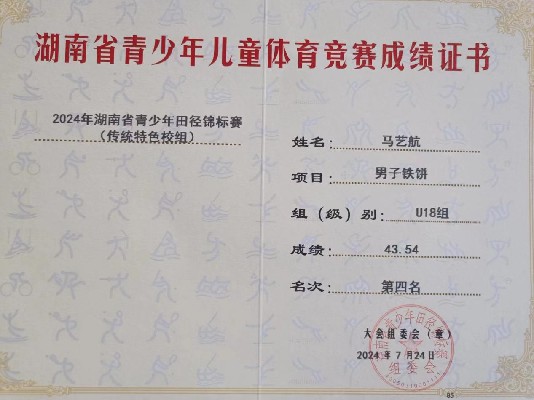 湖南省青少年儿童体育竞赛成绩证书
2024年湖南省青少年田径锦标赛
（传统特色校组）
姓名：马艺航
项目：男子铁饼
组（级）别：U18组
成绩：43.54
名次：第四名
大会组委会（章）
2024年7月24日
组委会
85